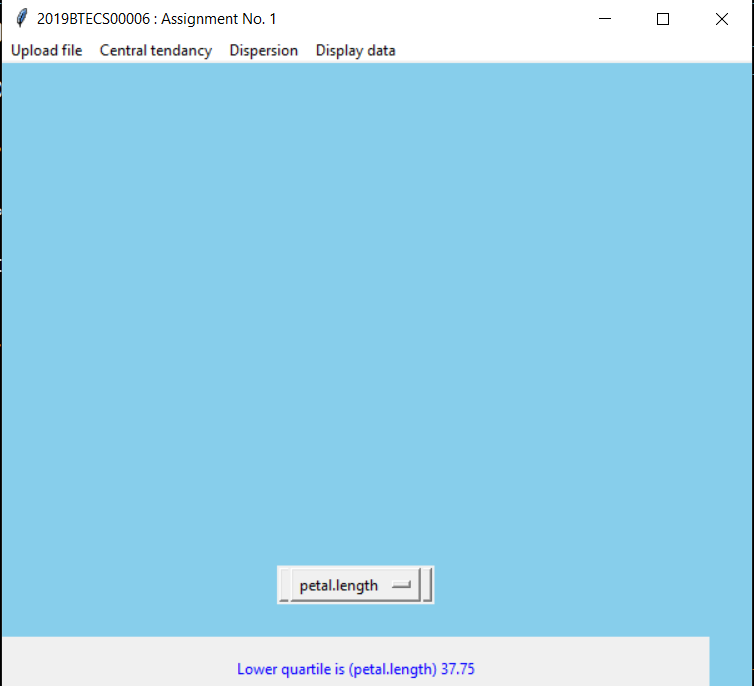 2019BTECS00006 : Assignment No. 1
Upload file Central tendancy Dispersion Display data
petal.length
Lower quartile is (petal.length) 37.75